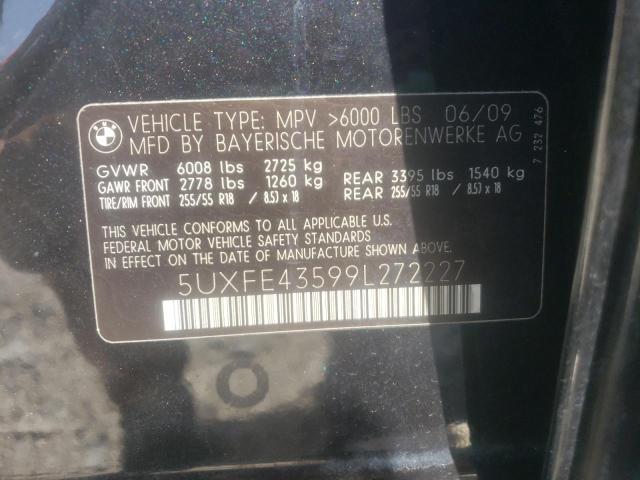 BMW
VEHICLE TYPE: MPV >6000 LBS 06/09
MFD BY BAYERISCHE MOTORENWERKE AG
GVWR 6008 lbs 2725 kg
GAWR FRONT 2778 lbs 1260 kg REAR 3395 lbs 1540 kg
TIRE/RIM FRONT 255/55 R18 / 8.5J x 18 REAR 255/55 R18 / 8.5J x 18
THIS VEHICLE CONFORMS TO ALL APPLICABLE U.S.
FEDERAL MOTOR VEHICLE SAFETY STANDARDS
IN EFFECT ON THE DATE OF MANUFACTURE SHOWN ABOVE.
5UXFE43599L272227
7 232 476